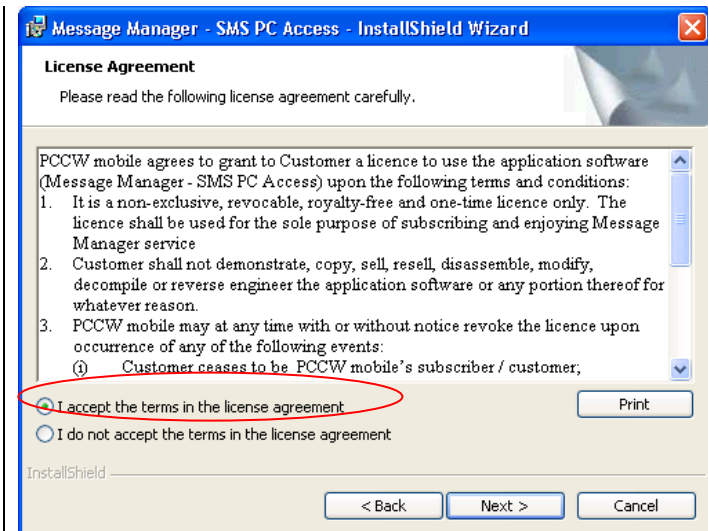 Message Manager - SMS PC Access - InstallShield Wizard
License Agreement
Please read the following license agreement carefully.
PCCW mobile agrees to grant to Customer a licence to use the application software
(Message Manager - SMS PC Access) upon the following terms and conditions:
1. It is a non-exclusive, revocable, royalty-free and one-time licence only. The
licence shall be used for the sole purpose of subscribing and enjoying Message
Manager service
2. Customer shall not demonstrate, copy, sell, resell, disassemble, modify,
decompile or reverse engineer the application software or any portion thereof for
whatever reason.
3. PCCW mobile may at any time with or without notice revoke the licence upon
occurrence of any of the following events:
(i) Customer ceases to be PCCW mobile's subscriber / customer;
I accept the terms in the license agreement
Print
I do not accept the terms in the license agreement
InstallShield
< Back
Next >
Cancel